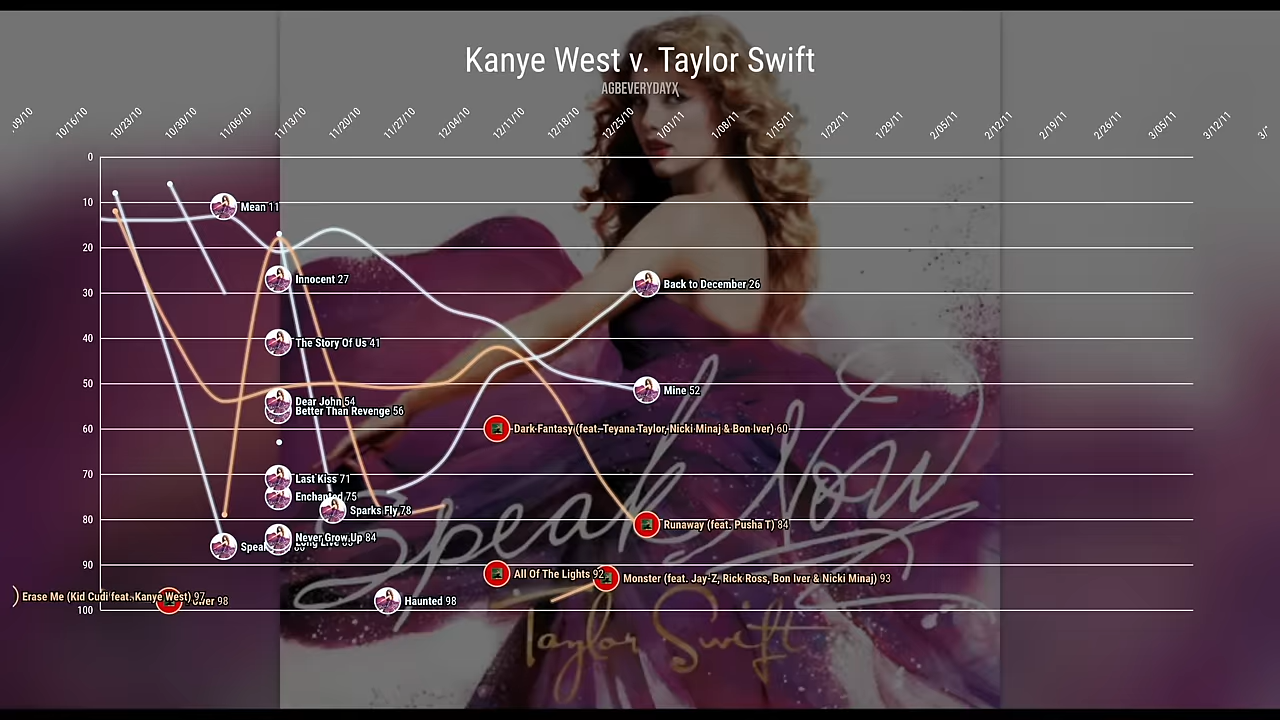 Kanye West v. Taylor Swift
AGBEVERYDAYX
10/16/10 10/23/10 10/30/10 11/06/10 11/13/10 11/20/10 11/27/10 12/04/10 12/11/10 12/18/10 12/25/10 1/01/11 1/08/11 1/15/11 1/22/11 1/29/11 2/05/11 2/12/11 2/19/11 2/26/11 3/05/11 3/12/11
0
10
Mean 11
20
Innocent 27
Back to December 26
30
The Story Of Us 41
40
50
Mine 52
Dear John 54
Better Than Revenge 56
60
Dark Fantasy (feat. Teyana Taylor, Nicki Minaj & Bon Iver) 60
70
Last Kiss 71
Enchanted 75
Sparks Fly 78
80
Runaway (feat. Pusha T) 84
Never Grow Up 84
90
All Of The Lights 92
Monster (feat. Jay-Z, Rick Ross, Bon Iver & Nicki Minaj) 93
Erase Me (Kid Cudi feat. Kanye West) 97
98
Haunted 98
100
Speak Now
Taylor Swift